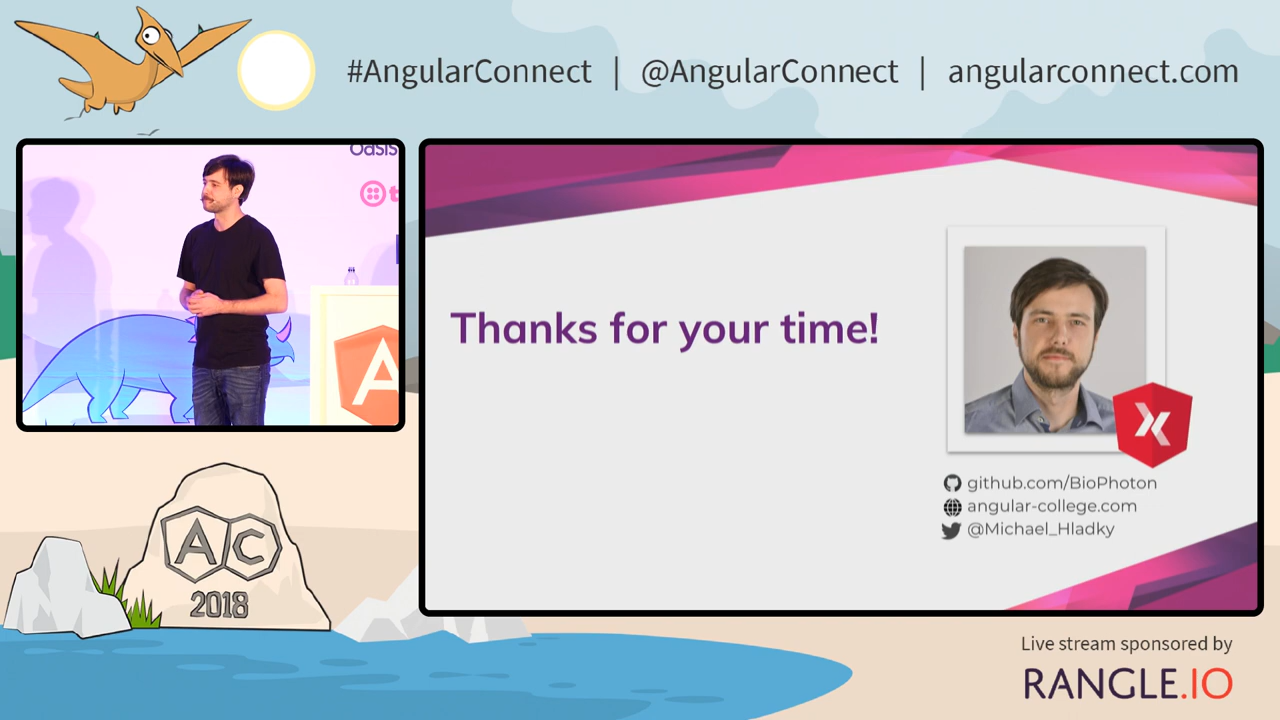 #AngularConnect | @AngularConnect | angularconnect.com
oasis
Thanks for your time!
github.com/BioPhoton
angular-college.com
@Michael_Hladky
A
AC
2018
Live stream sponsored by
RANGLE.IO